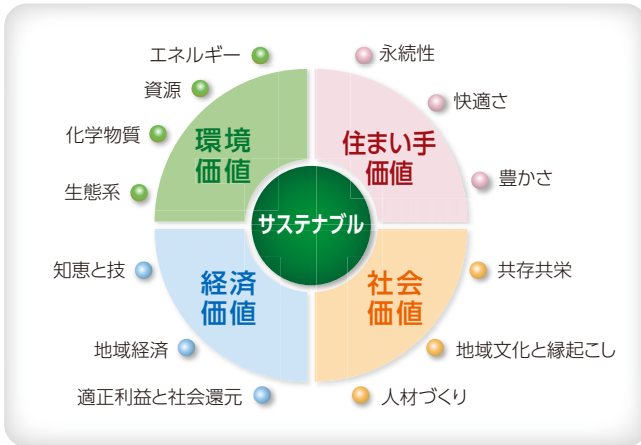 エネルギー
資源
化学物質
生態系
環境
価値
永続性
快適さ
豊かさ
住まい手
価値
サステナブル
知恵と技
地域経済
適正利益と社会還元
経済
価値
共存共栄
地域文化と縁起こし
人材づくり
社会
価値